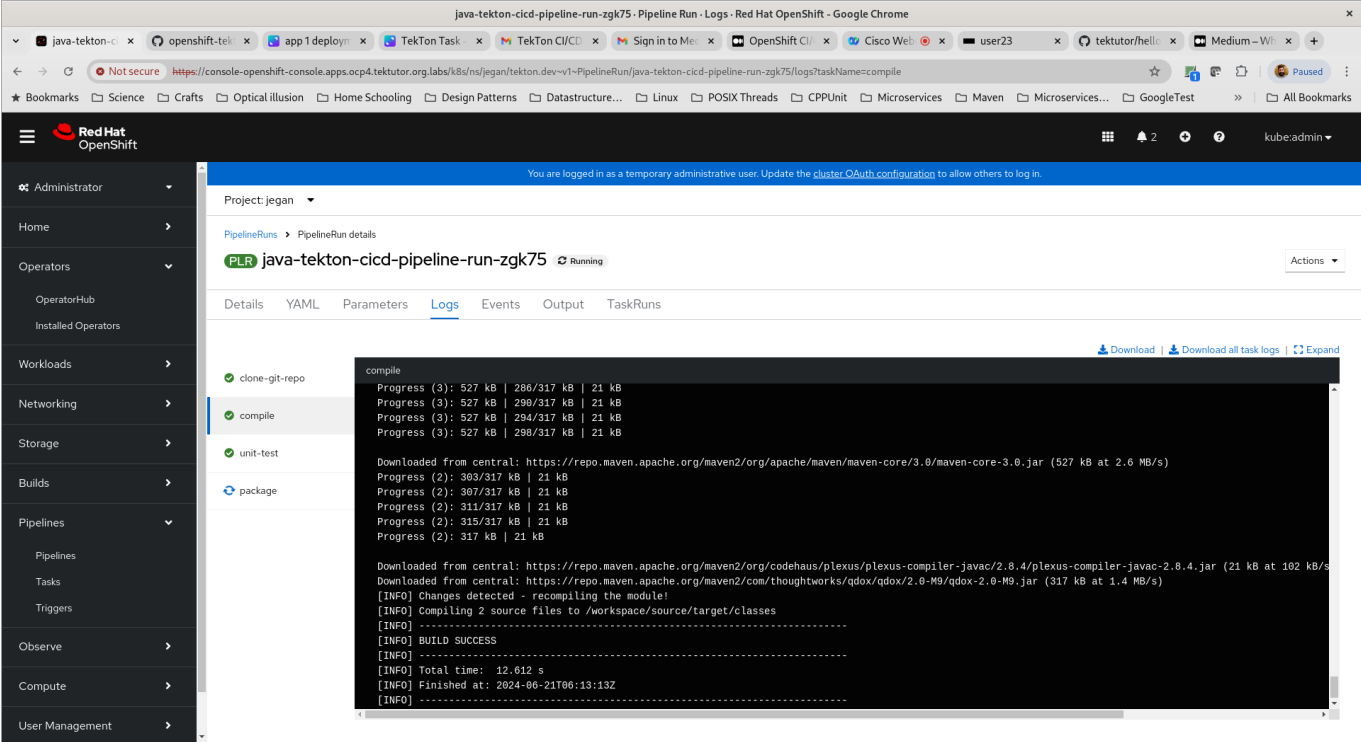 java-tekton-cicd-pipeline-run-zgk75 · Pipeline Run · Logs · Red Hat OpenShift - Google Chrome
java-tekton-ci
openshift-tek
app 1 deploym
TekTon Task -
TekTon CI/CD
Sign in to Med
OpenShift CI/
Cisco Web
user23
tektutor/hello
Medium – Wh
Not secure https://console-openshift-console.apps.ocp4.tektutor.org.labs/k8s/ns/jegan/tekton.dev~v1~PipelineRun/java-tekton-cicd-pipeline-run-zgk75/logs?taskName=compile
1
Paused
Bookmarks
Science
Crafts
Optical illusion
Home Schooling
Design Patterns
Datastructure...
Linux
POSIX Threads
CPPUnit
Microservices
Maven
Microservices...
GoogleTest
»
All Bookmarks
Red Hat
OpenShift
2
kube:admin
Administrator
Home
Operators
OperatorHub
Installed Operators
Workloads
Networking
Storage
Builds
Pipelines
Pipelines
Tasks
Triggers
Observe
Compute
User Management
You are logged in as a temporary administrative user. Update the cluster OAuth configuration to allow others to log in.
Project: jegan
PipelineRuns > PipelineRun details
PLR java-tekton-cicd-pipeline-run-zgk75 Running
Actions
Details YAML Parameters Logs Events Output TaskRuns
Download | Download all task logs | Expand
clone-git-repo
compile
unit-test
package
compile
Progress (3): 527 kB | 286/317 kB | 21 kB
Progress (3): 527 kB | 290/317 kB | 21 kB
Progress (3): 527 kB | 294/317 kB | 21 kB
Progress (3): 527 kB | 298/317 kB | 21 kB
Downloaded from central: https://repo.maven.apache.org/maven2/org/apache/maven/maven-core/3.0/maven-core-3.0.jar (527 kB at 2.6 MB/s)
Progress (2): 303/317 kB | 21 kB
Progress (2): 307/317 kB | 21 kB
Progress (2): 311/317 kB | 21 kB
Progress (2): 315/317 kB | 21 kB
Progress (2): 317 kB | 21 kB
Downloaded from central: https://repo.maven.apache.org/maven2/org/codehaus/plexus/plexus-compiler-javac/2.8.4/plexus-compiler-javac-2.8.4.jar (21 kB at 102 kB/s
Downloaded from central: https://repo.maven.apache.org/maven2/com/thoughtworks/qdox/qdox/2.0-M9/qdox-2.0-M9.jar (317 kB at 1.4 MB/s)
[INFO] Changes detected - recompiling the module!
[INFO] Compiling 2 source files to /workspace/source/target/classes
[INFO] ------------------------------------------------------------------------
[INFO] BUILD SUCCESS
[INFO] ------------------------------------------------------------------------
[INFO] Total time:  12.612 s
[INFO] Finished at: 2024-06-21T06:13:13Z
[INFO] ------------------------------------------------------------------------